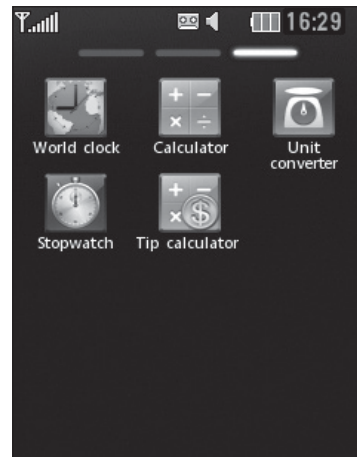 16:29
World clock
Calculator
Unit
converter
Stopwatch
Tip calculator